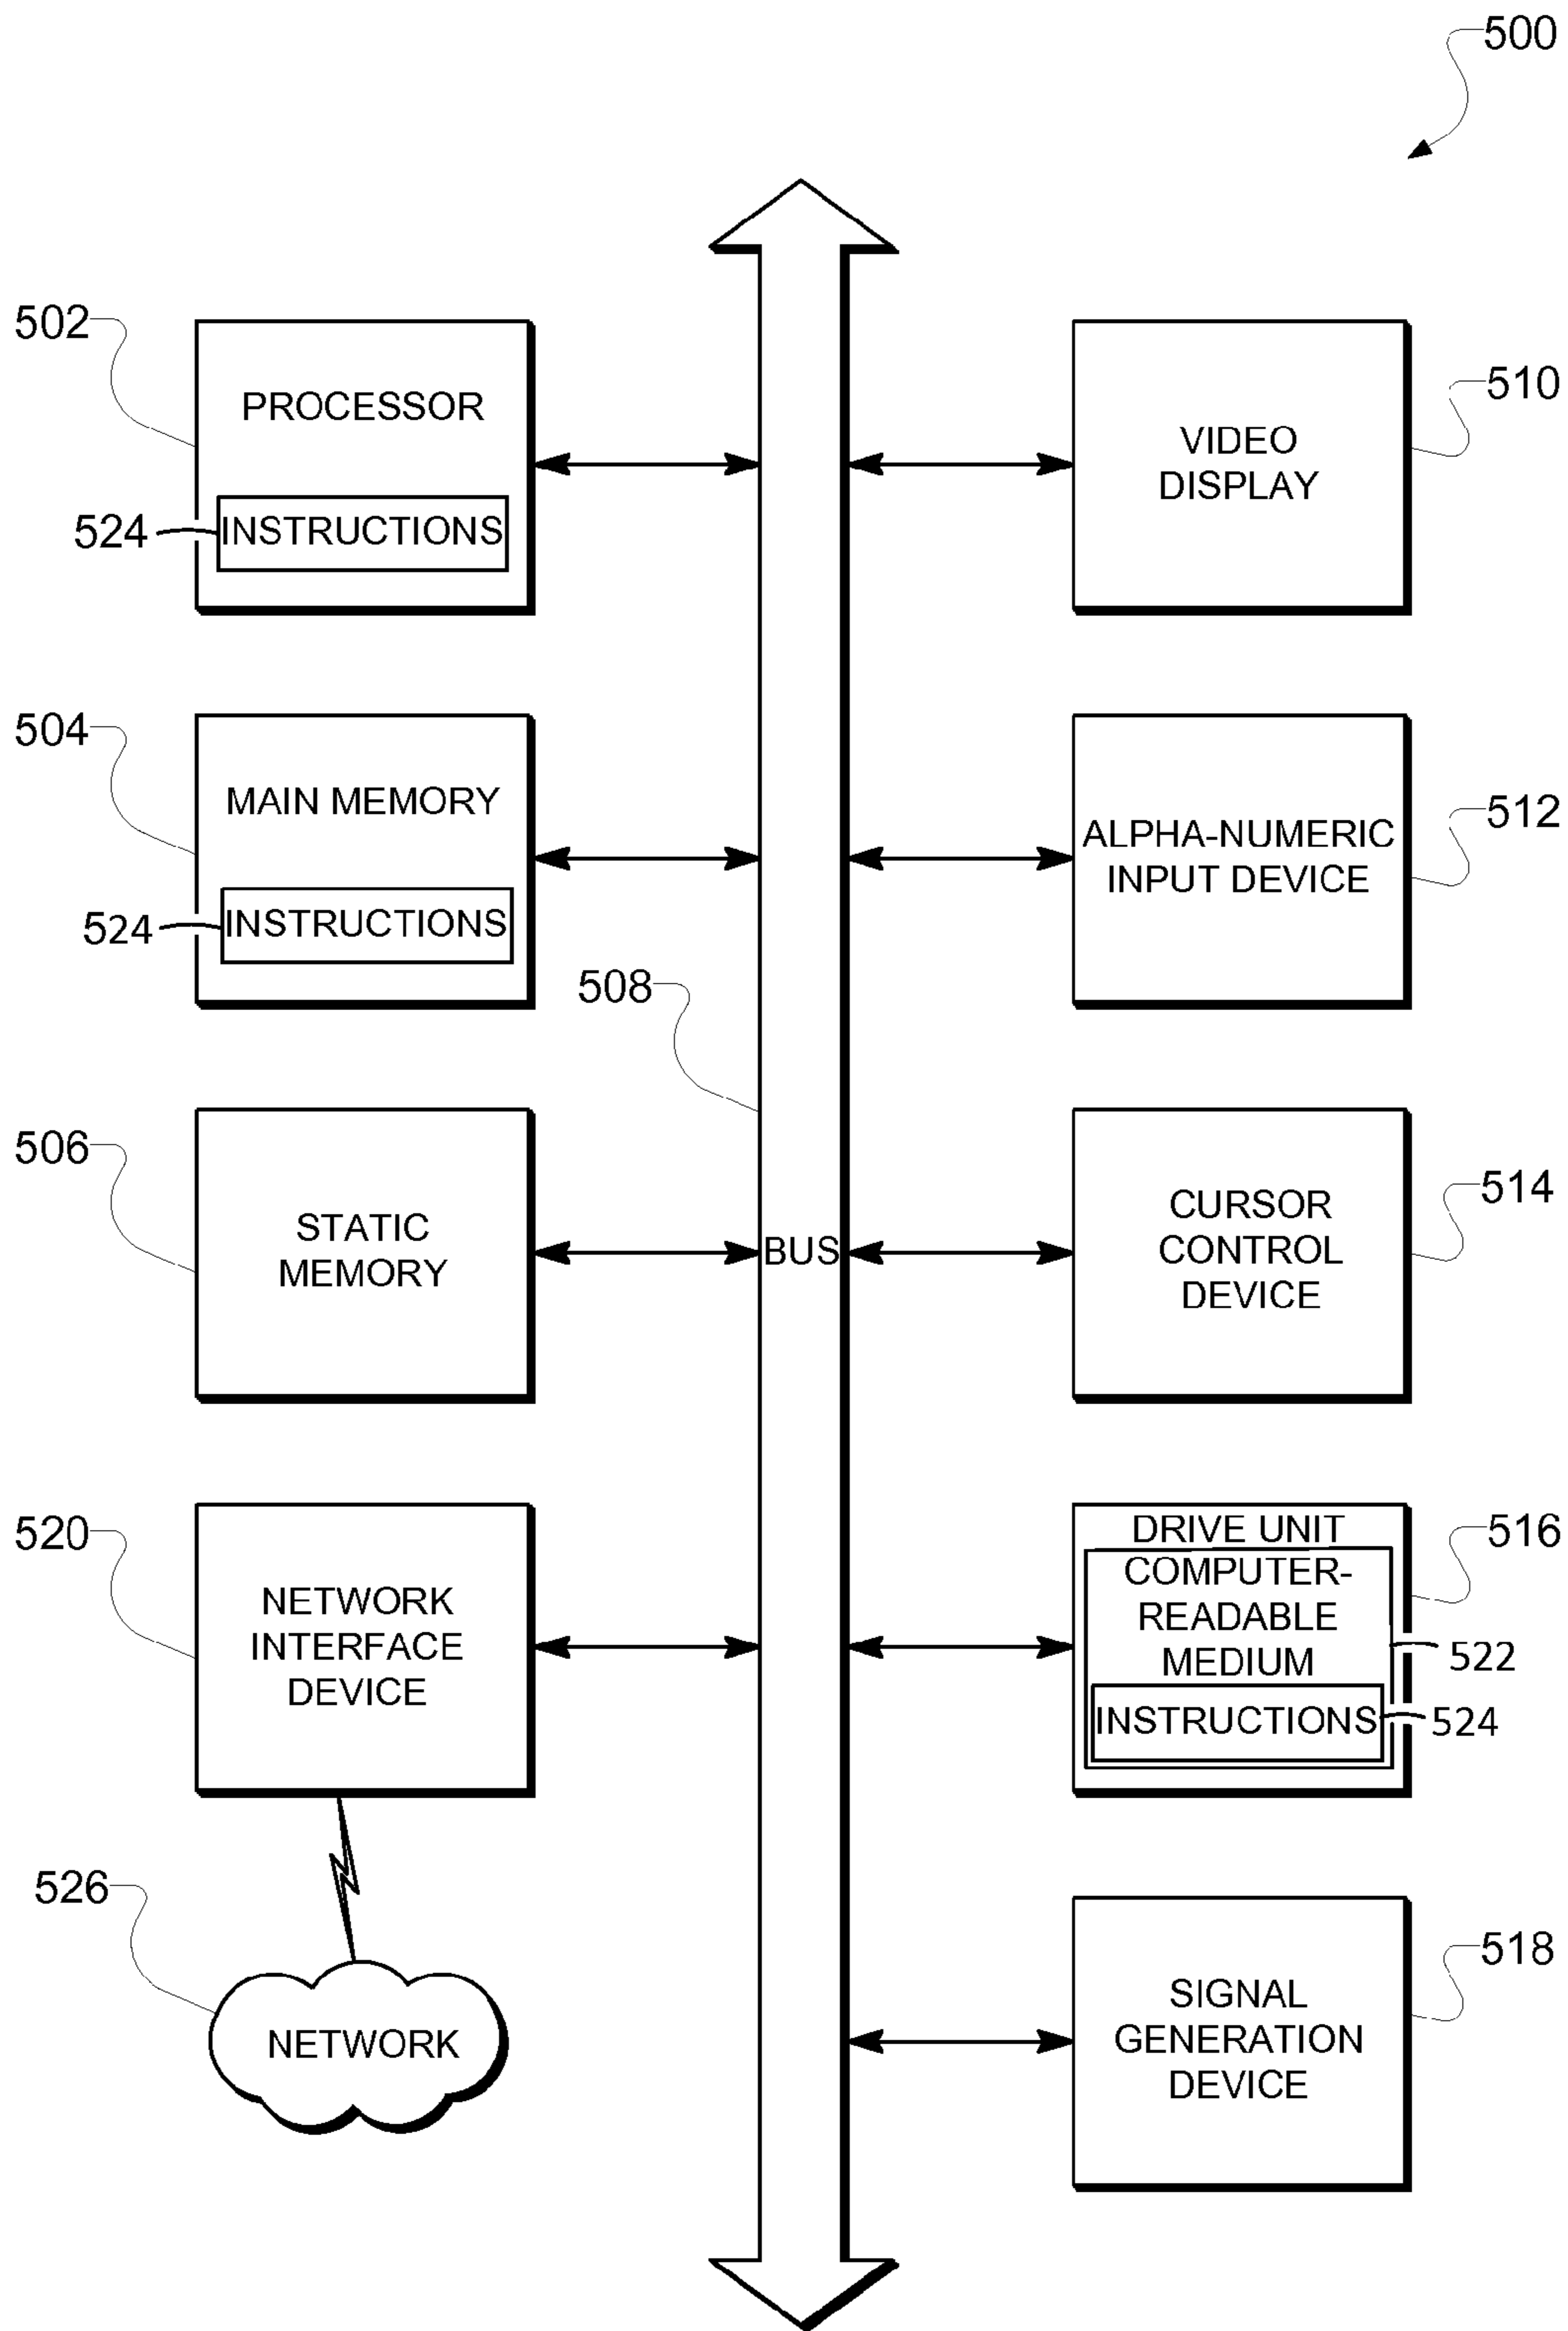 500
502
PROCESSOR
524
INSTRUCTIONS
510
VIDEO
DISPLAY
504
MAIN MEMORY
524
INSTRUCTIONS
512
ALPHA-NUMERIC
INPUT DEVICE
508
BUS
506
STATIC
MEMORY
514
CURSOR
CONTROL
DEVICE
520
NETWORK
INTERFACE
DEVICE
516
DRIVE UNIT
COMPUTER-
READABLE
MEDIUM
522
INSTRUCTIONS
524
526
NETWORK
518
SIGNAL
GENERATION
DEVICE